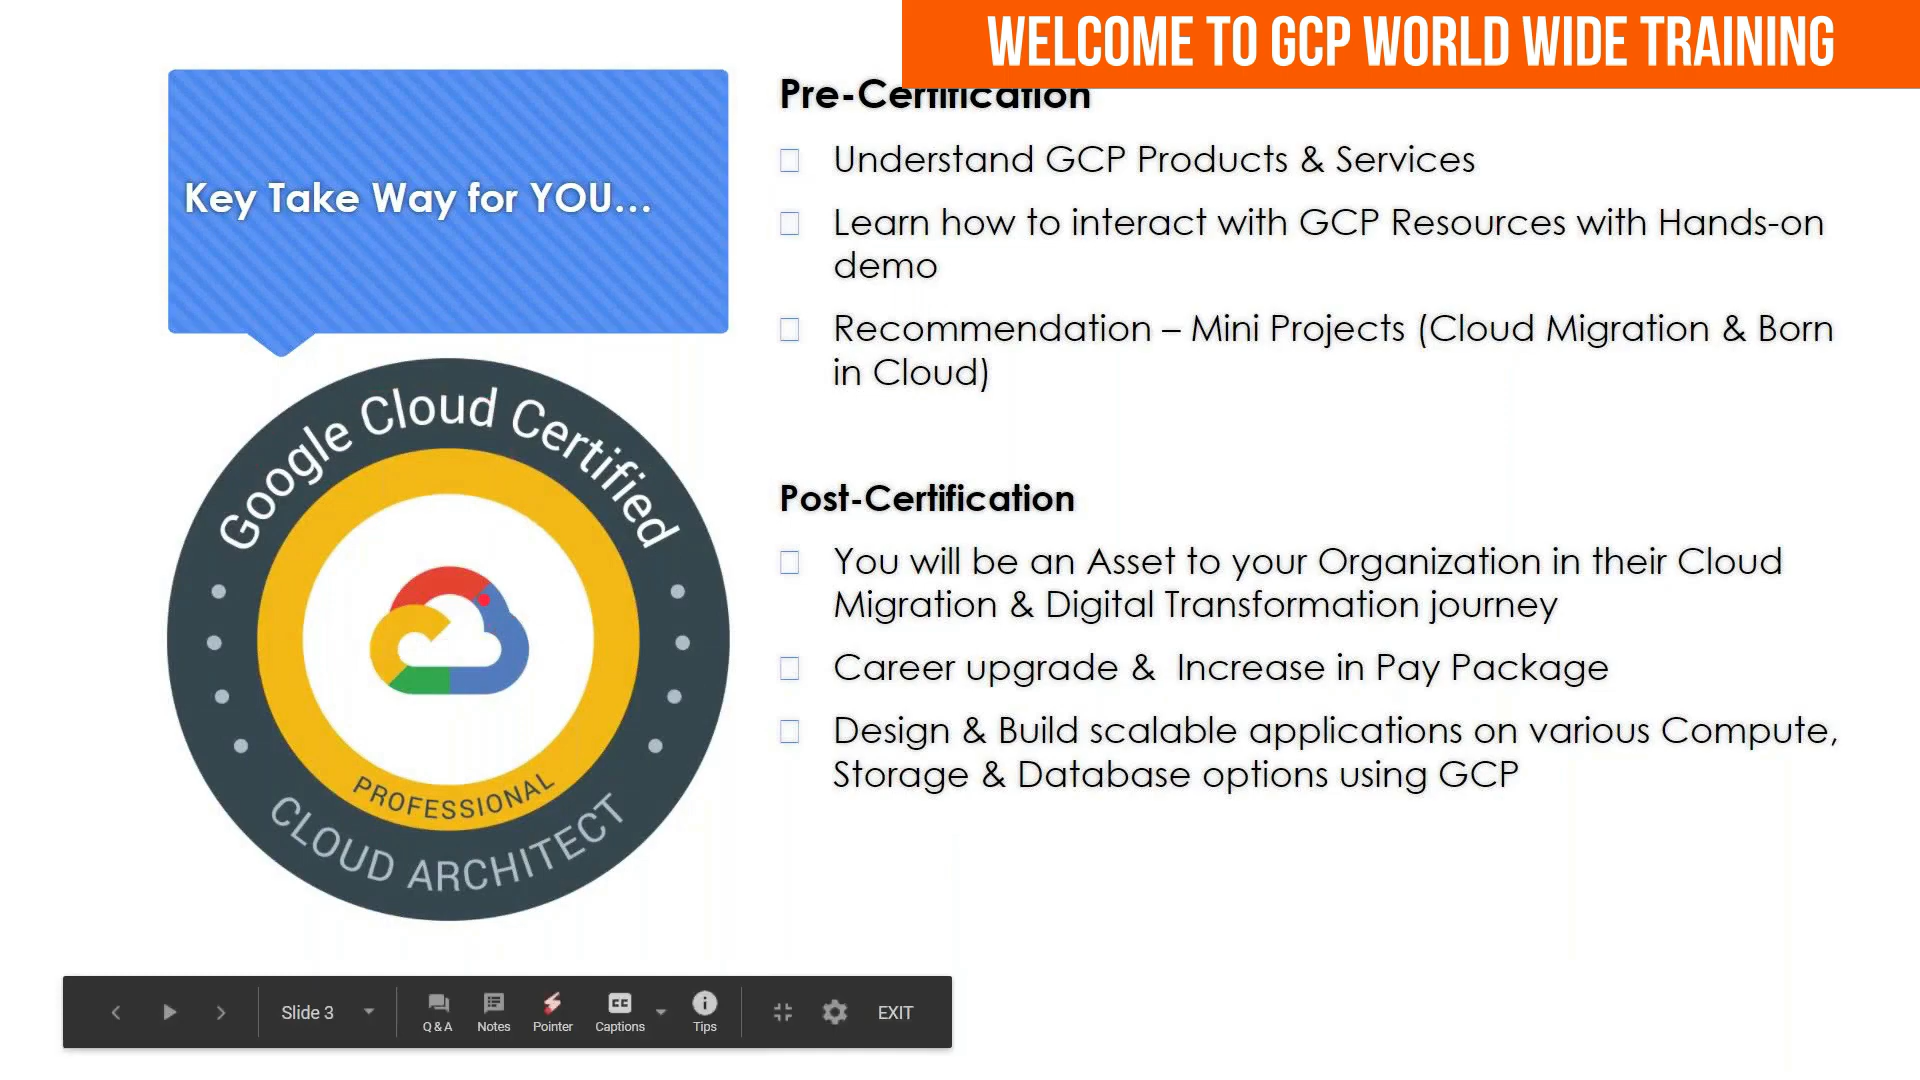 WELCOME TO GCP WORLD WIDE TRAINING
Key Take Way for YOU...
Pre-Certification
Understand GCP Products & Services
Learn how to interact with GCP Resources with Hands-on
demo
Recommendation – Mini Projects (Cloud Migration & Born
in Cloud)
Post-Certification
You will be an Asset to your Organization in their Cloud
Migration & Digital Transformation journey
Career upgrade &  Increase in Pay Package
Design & Build scalable applications on various Compute,
Storage & Database options using GCP
Google Cloud Certified
PROFESSIONAL
CLOUD ARCHITECT
Slide 3
Q & A
Notes
Pointer
CC
Captions
Tips
EXIT